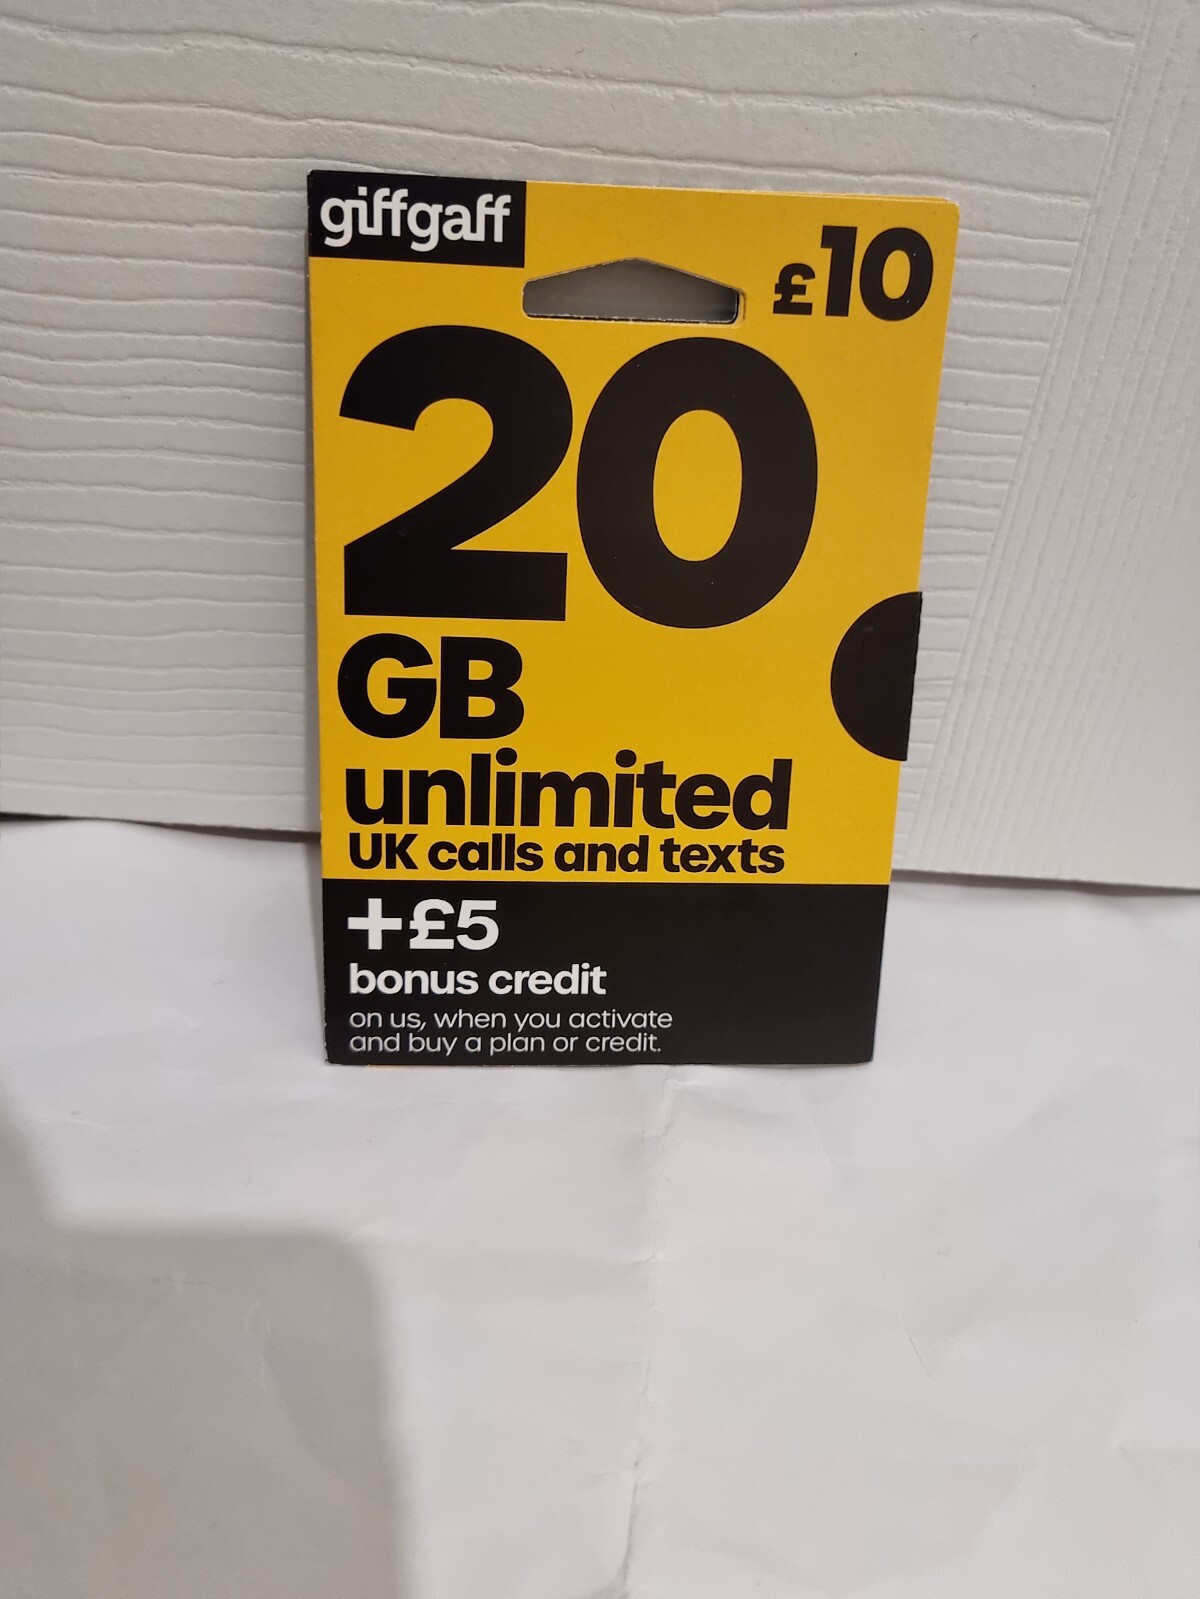 giffgaff
£10
20
GB
unlimited
UK calls and texts
+£5
bonus credit
on us, when you activate
and buy a plan or credit.